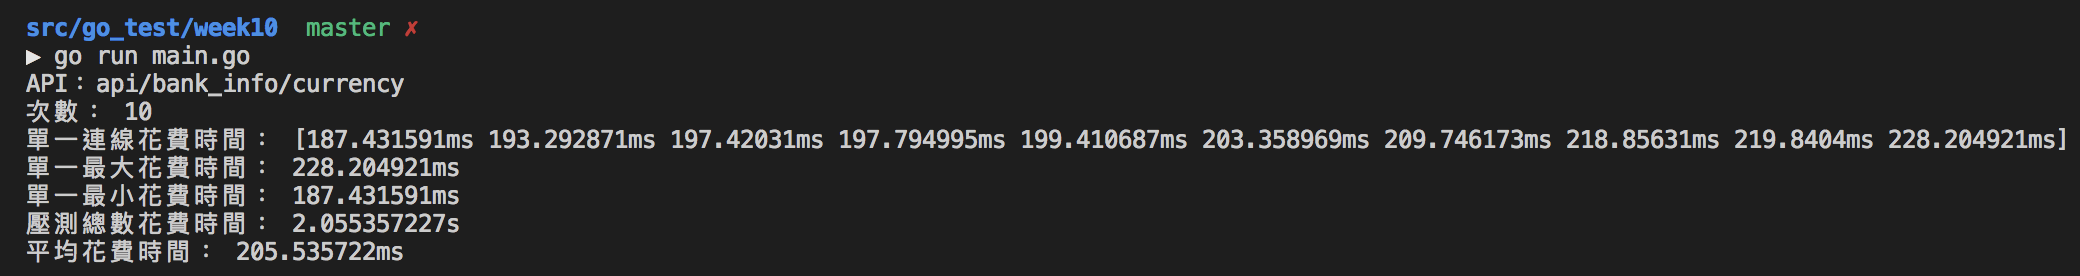 src/go_test/week10 master ✗
▶ go run main.go
API：api/bank_info/currency
次數： 10
單一連線花費時間： [187.431591ms 193.292871ms 197.42031ms 197.794995ms 199.410687ms 203.358969ms 209.746173ms 218.85631ms 219.8404ms 228.204921ms]
單一最大花費時間： 228.204921ms
單一最小花費時間： 187.431591ms
壓測總數花費時間： 2.055357227s
平均花費時間： 205.535722ms